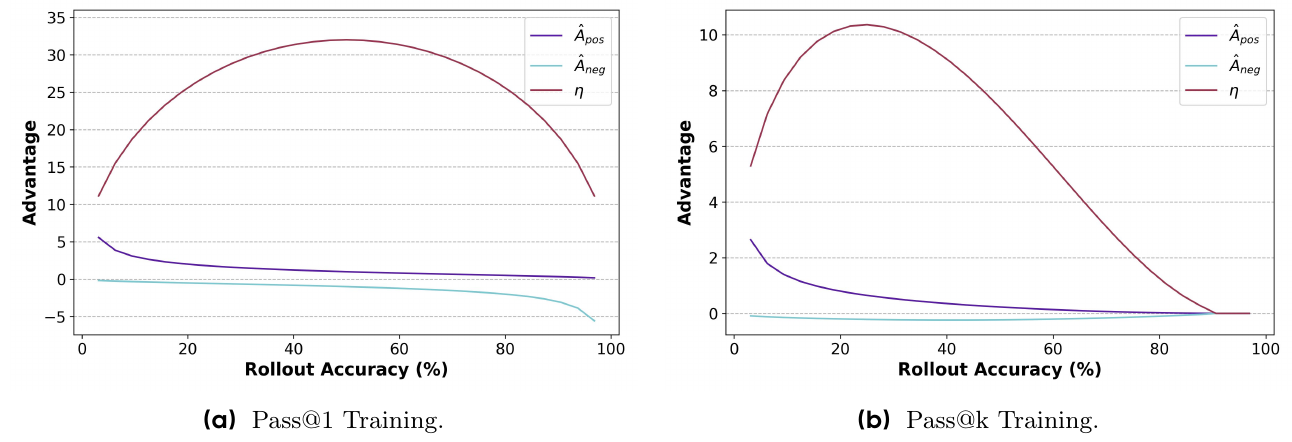 35
30
25
20
15
10
5
0
−5
Advantage
0 20 40 60 80 100
Rollout Accuracy (%)
Â_pos
Â_neg
η
(a) Pass@1 Training.
10
8
6
4
2
0
Advantage
0 20 40 60 80 100
Rollout Accuracy (%)
Â_pos
Â_neg
η
(b) Pass@k Training.